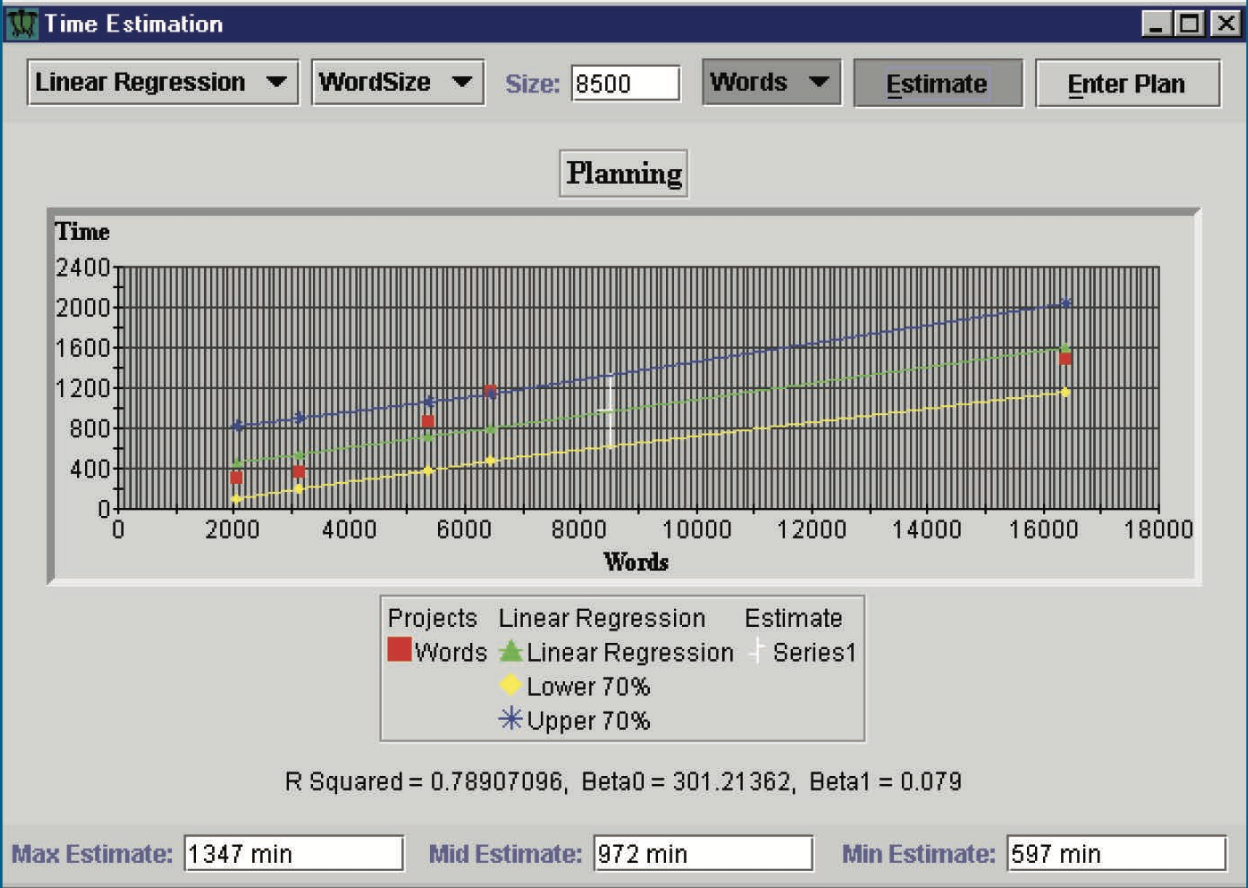 Time Estimation
Linear Regression WordSize Size: 8500 Words Estimate Enter Plan
Planning
Time
2400
2000
1600
1200
800
400
0
0 2000 4000 6000 8000 10000 12000 14000 16000 18000
Words
Projects Linear Regression Estimate
Words Linear Regression Series1
Lower 70%
Upper 70%
R Squared = 0.78907096, Beta0 = 301.21362, Beta1 = 0.079
Max Estimate: 1347 min Mid Estimate: 972 min Min Estimate: 597 min